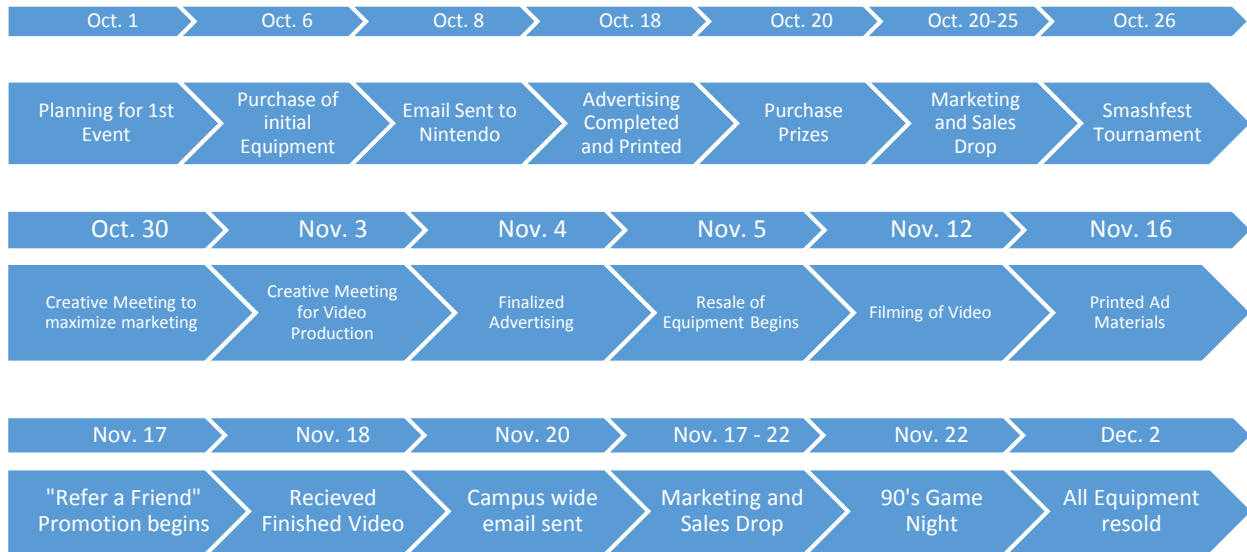 Oct. 1
Oct. 6
Oct. 8
Oct. 18
Oct. 20
Oct. 20-25
Oct. 26
Planning for 1st
Event
Purchase of
initial
Equipment
Email Sent to
Nintendo
Advertising
Completed
and Printed
Purchase
Prizes
Marketing
and Sales
Drop
Smashfest
Tournament
Oct. 30
Nov. 3
Nov. 4
Nov. 5
Nov. 12
Nov. 16
Creative Meeting to
maximize marketing
Creative Meeting
for Video
Production
Finalized
Advertising
Resale of
Equipment Begins
Filming of Video
Printed Ad
Materials
Nov. 17
Nov. 18
Nov. 20
Nov. 17 - 22
Nov. 22
Dec. 2
"Refer a Friend"
Promotion begins
Recieved
Finished Video
Campus wide
email sent
Marketing and
Sales Drop
90's Game
Night
All Equipment
resold